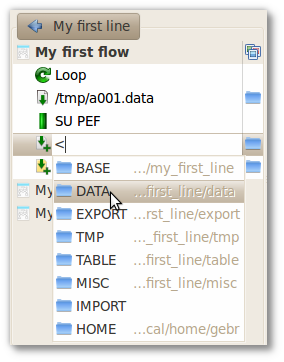 My first line
My first flow
Loop
/tmp/a001.data
SU PEF
<
BASE …/my_first_line
DATA …first_line/data
EXPORT …rst_line/export
TMP …_first_line/tmp
TABLE …first_line/table
MISC …first_line/misc
IMPORT
HOME …cal/home/gebr
My
My